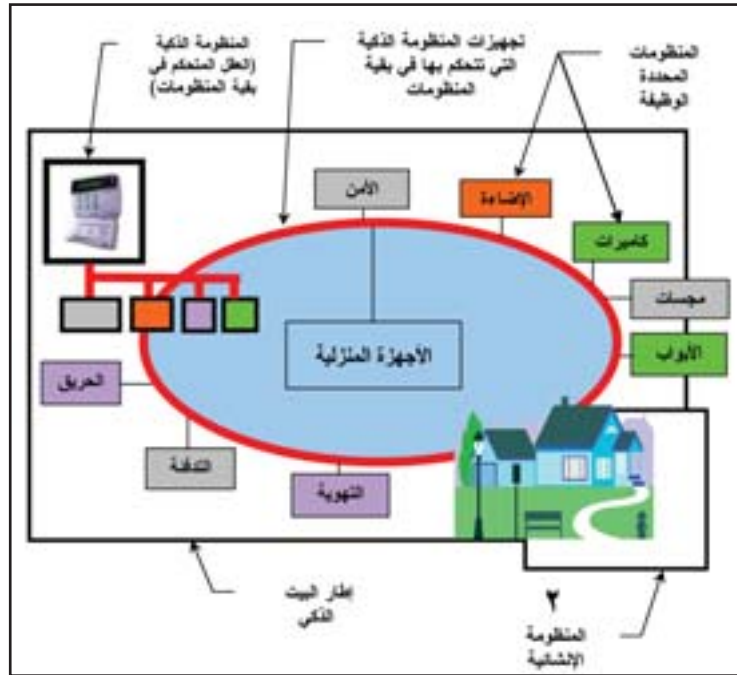 المنظومات
المحددة
الوظيفة
تجهيزات المنظومة الذكية
التي تتحكم بها في بقية
المنظومات
المنظومة الذكية
(العقل المتحكم في
بقية المنظومات)
الأمن
الإضاءة
كاميرات
مجسات
الأبواب
الأجهزة المنزلية
الحريق
التدفئة
التهوية
إطار البيت
الذكي
٢
المنظومة
الإنشائية